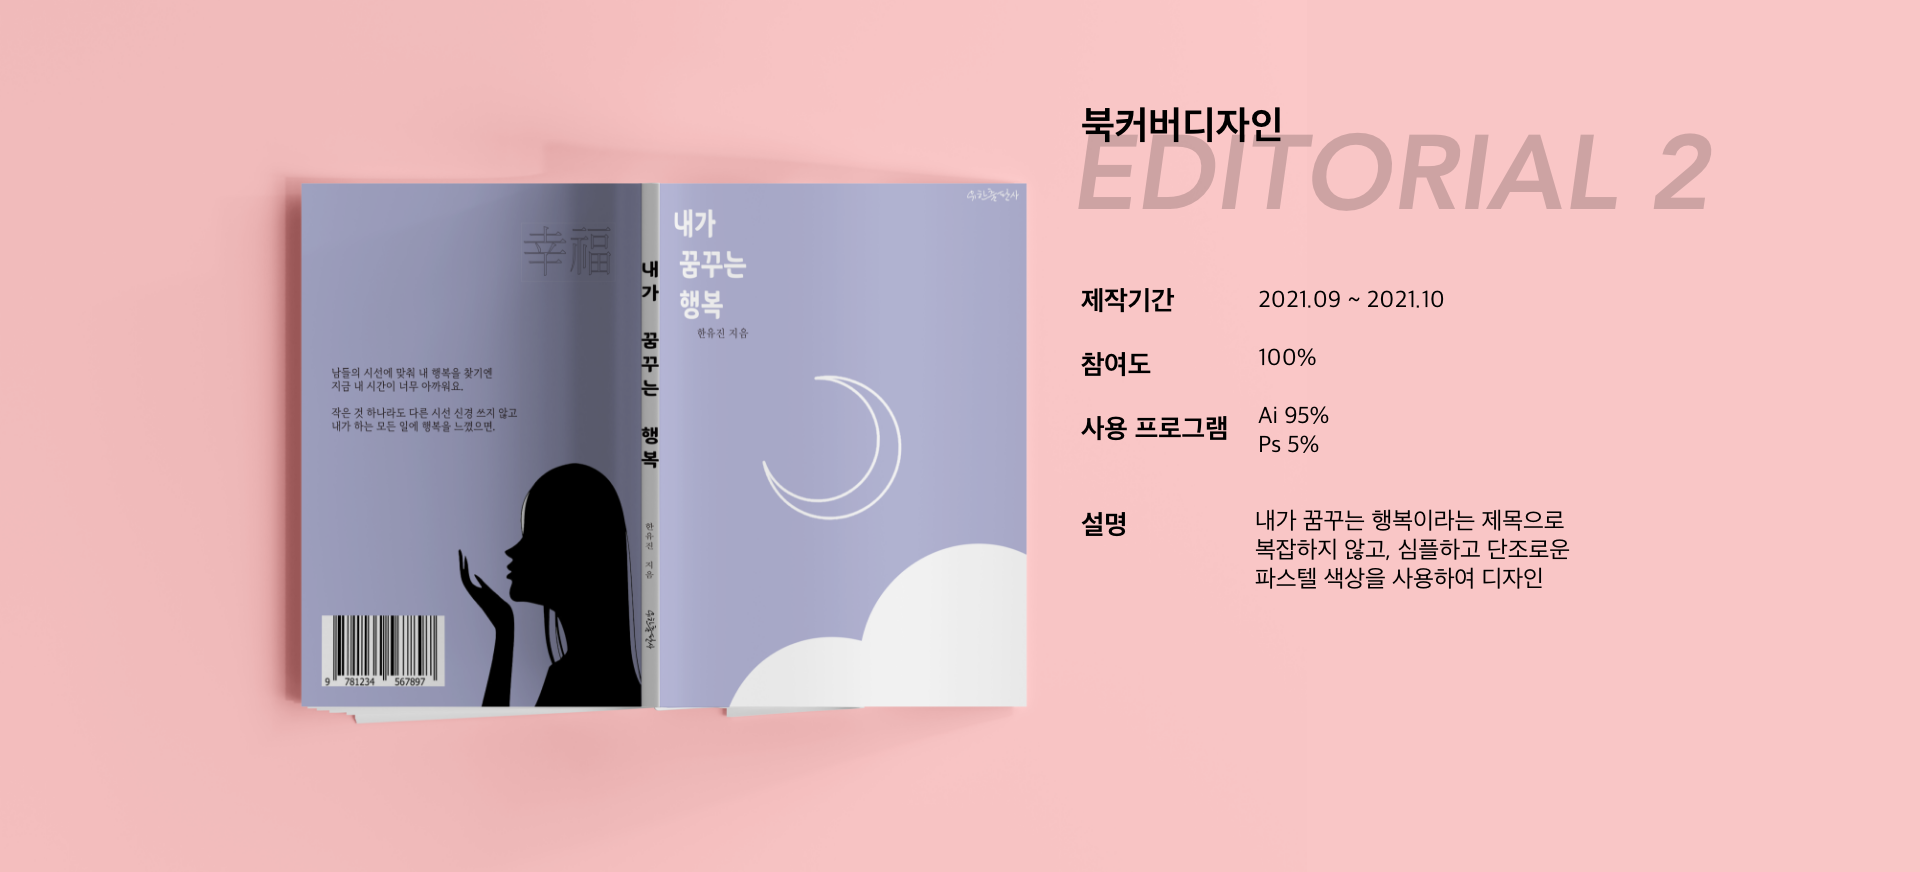 북커버디자인
EDITORIAL 2
제작기간 2021.09 ~ 2021.10
참여도 100%
사용 프로그램 Ai 95%
Ps 5%
설명 내가 꿈꾸는 행복이라는 제목으로
복잡하지 않고, 심플하고 단조로운
파스텔 색상을 사용하여 디자인
幸福
남들의 시선에 맞춰 내 행복을 찾기엔
지금 내 시간이 너무 아까워요.
작은 것 하나라도 다른 시선 신경 쓰지 않고
내가 하는 모든 일에 행복을 느꼈으면.
9 781234 567897
내가 꿈꾸는 행복
한유진 지음
내가
꿈꾸는
행복
한유진 지음